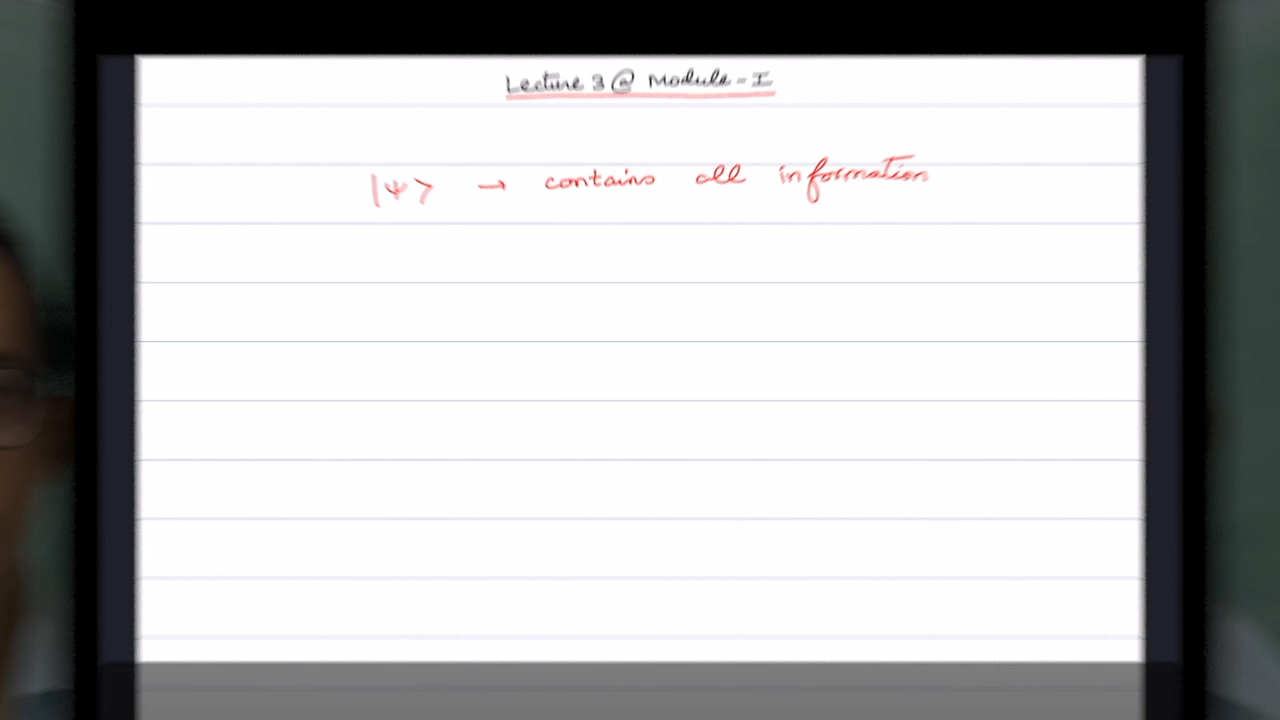 Lecture 3 @ Module - I
|ψ> → contains all information